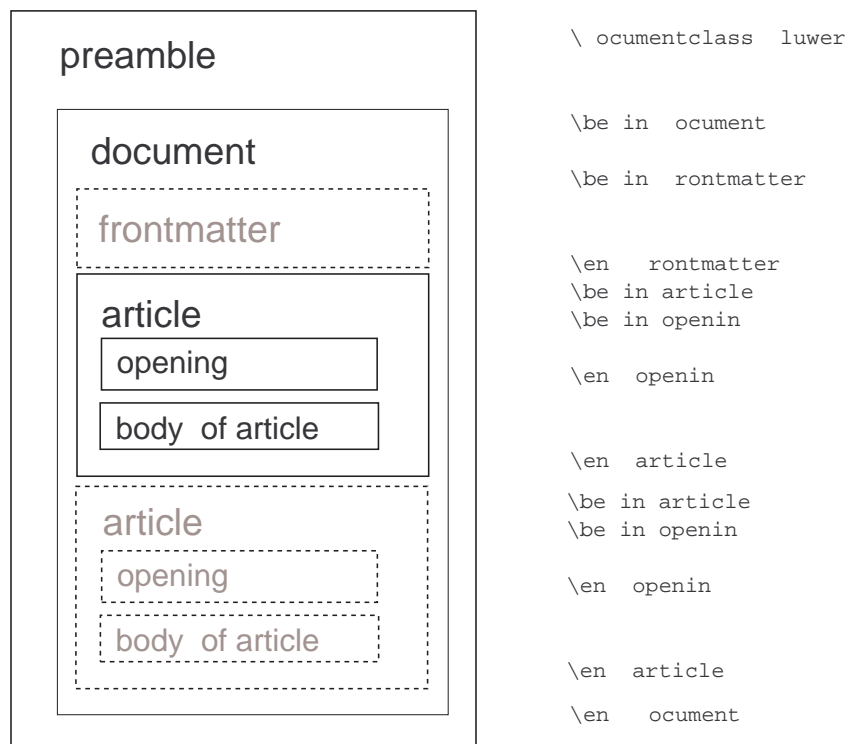 preamble
document
frontmatter
article
opening
body of article
article
opening
body of article
\ ocumentclass luwer
\be in ocument
\be in rontmatter
\en rontmatter
\be in article
\be in openin
\en openin
\en article
\be in article
\be in openin
\en openin
\en article
\en ocument